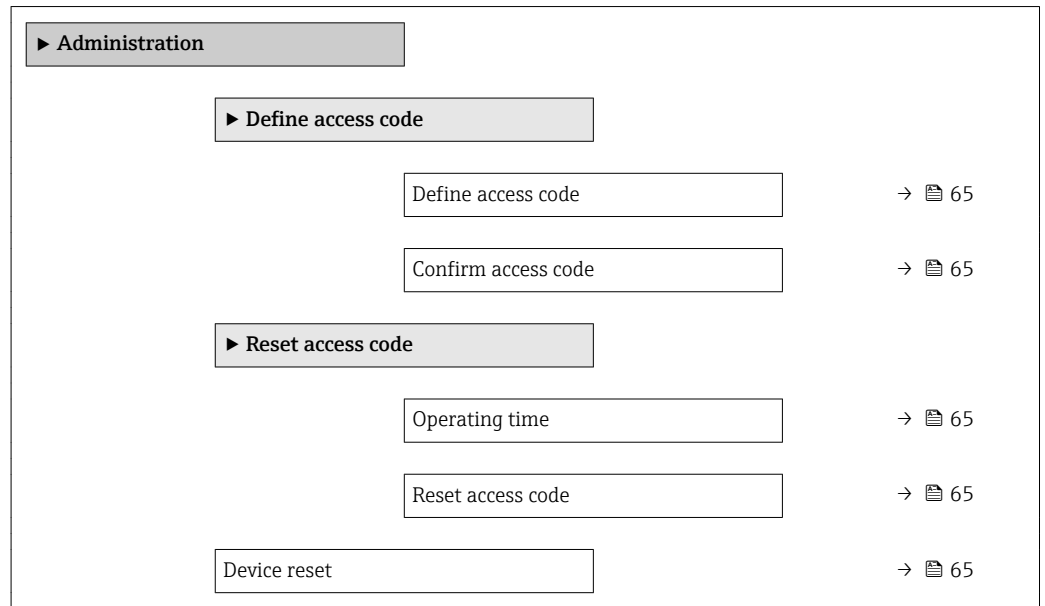 ▶ Administration
▶ Define access code
Define access code → 65
Confirm access code → 65
▶ Reset access code
Operating time → 65
Reset access code → 65
Device reset → 65